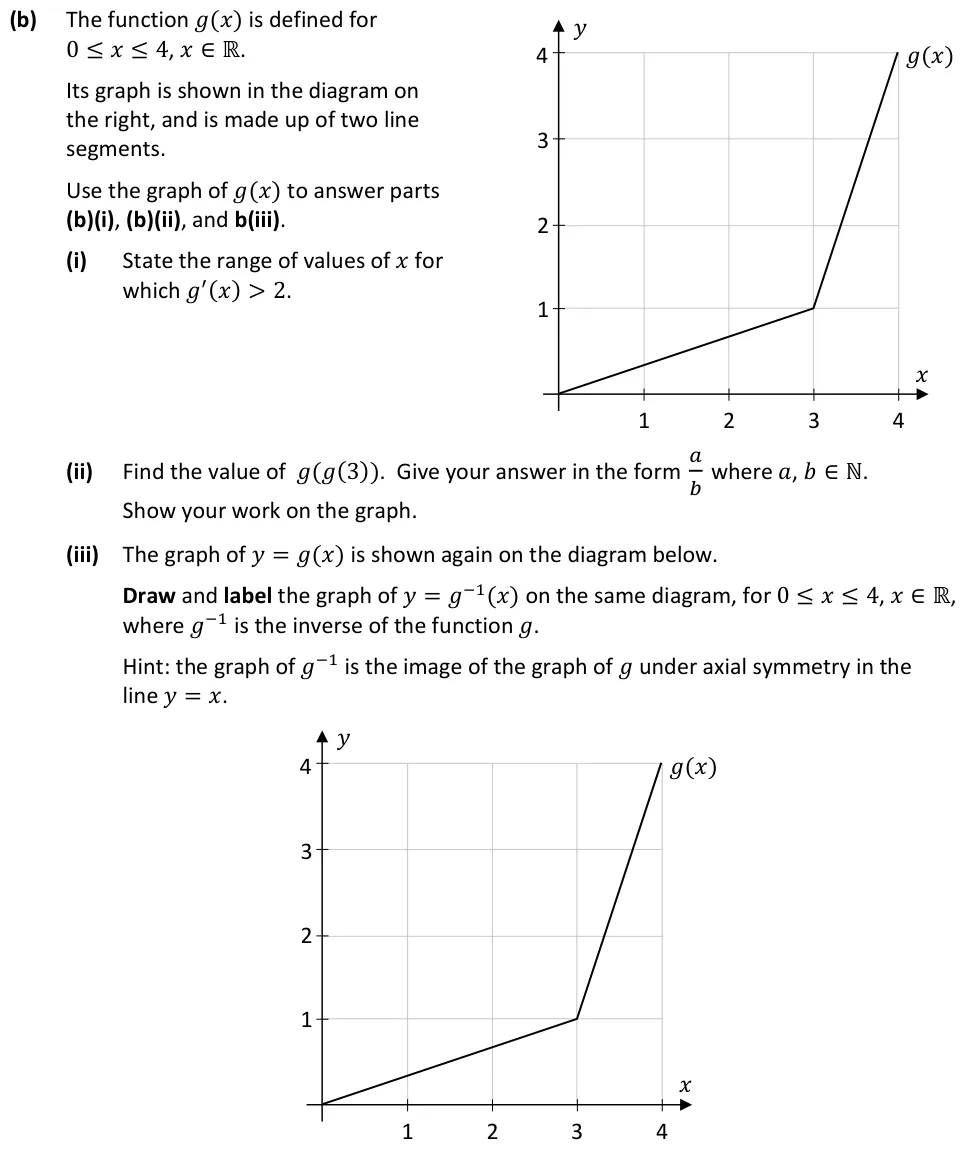 (b) The function g(x) is defined for
0 ≤ x ≤ 4, x ∈ ℝ.
Its graph is shown in the diagram on
the right, and is made up of two line
segments.
Use the graph of g(x) to answer parts
(b)(i), (b)(ii), and b(iii).
(i) State the range of values of x for
which g′(x) > 2.
y
4
g(x)
3
2
1
x
1 2 3 4
(ii) Find the value of g(g(3)). Give your answer in the form a/b where a, b ∈ ℕ.
Show your work on the graph.
(iii) The graph of y = g(x) is shown again on the diagram below.
Draw and label the graph of y = g⁻¹(x) on the same diagram, for 0 ≤ x ≤ 4, x ∈ ℝ,
where g⁻¹ is the inverse of the function g.
Hint: the graph of g⁻¹ is the image of the graph of g under axial symmetry in the
line y = x.
y
4
g(x)
3
2
1
x
1 2 3 4